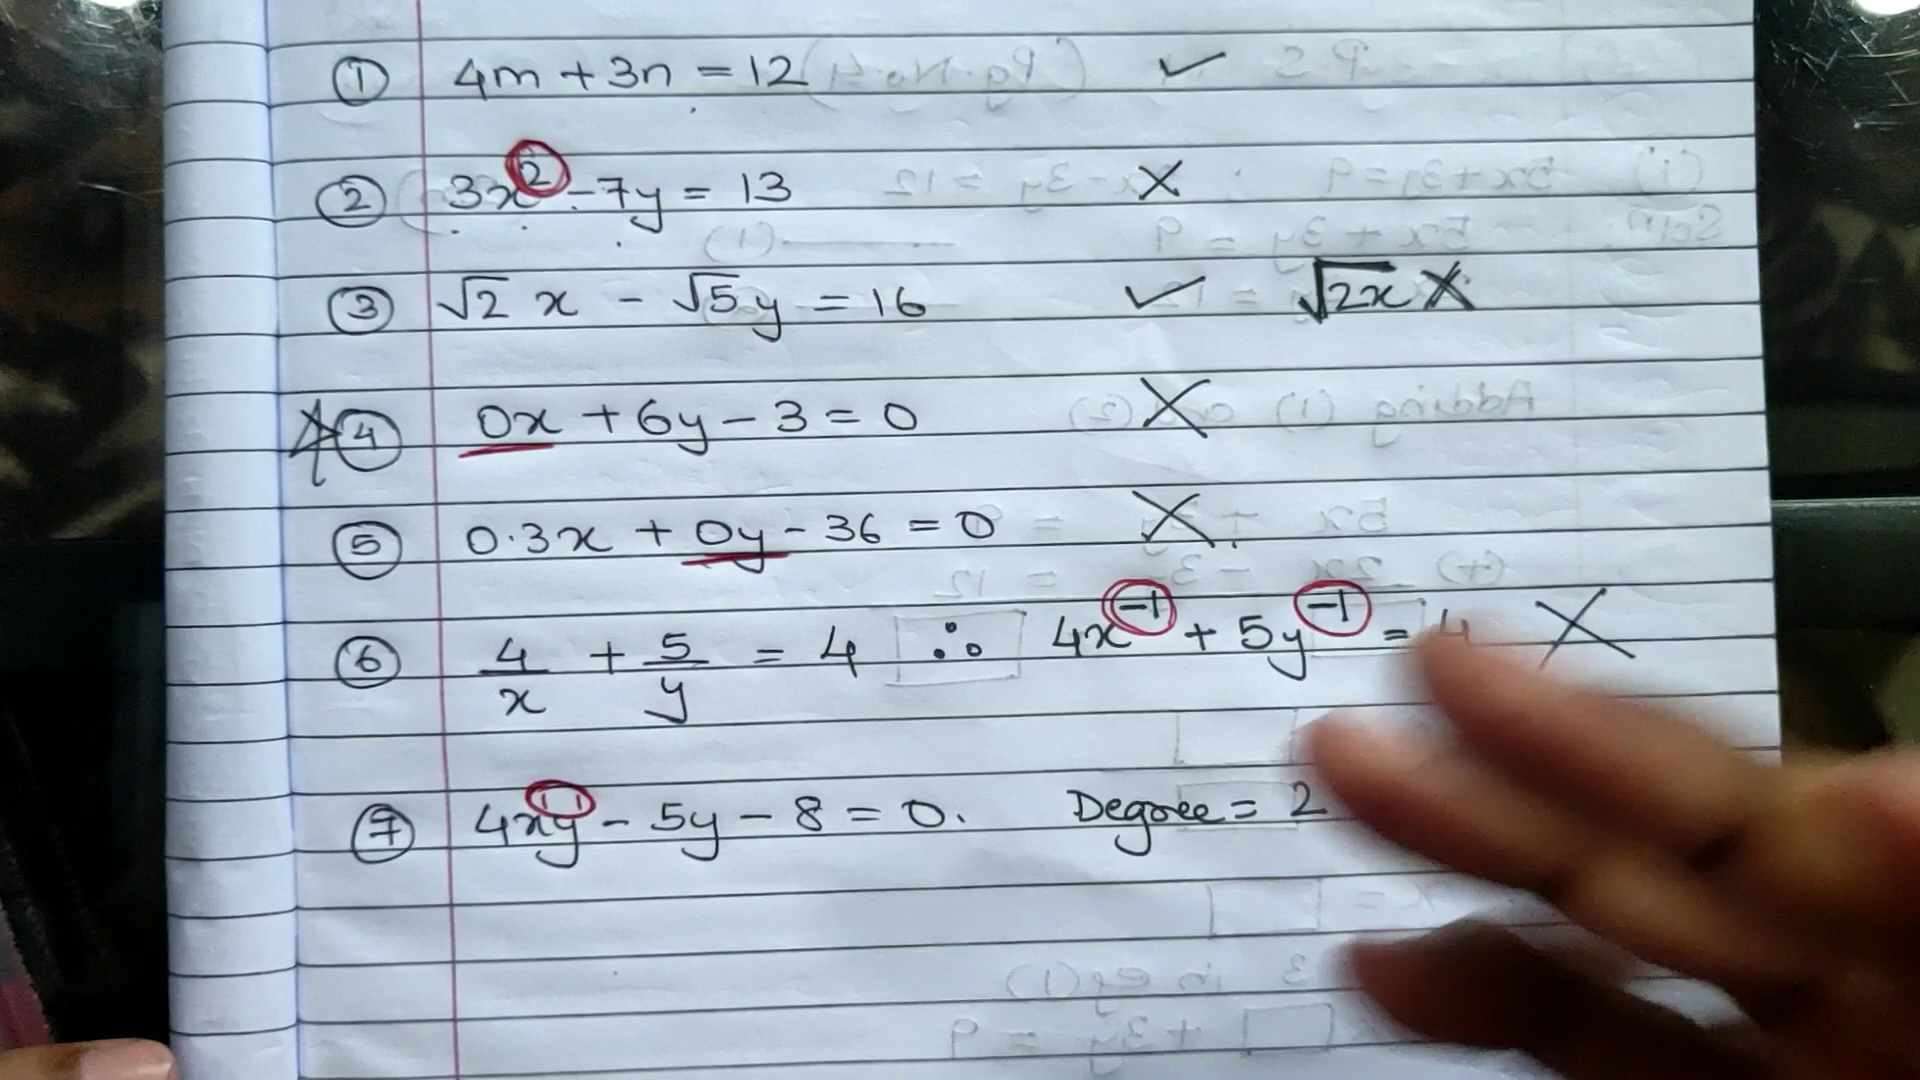 ① 4m + 3n = 12 ✓
② 3x² - 7y = 13 X
③ √2 x - √5 y = 16 ✓ √2x X
④ 0x + 6y - 3 = 0 X
⑤ 0.3x + 0y - 36 = 0 X
⑥ 4/x + 5/y = 4 ∴ 4x⁻¹ + 5y⁻¹ = 4 X
⑦ 4xy - 5y - 8 = 0. Degree = 2